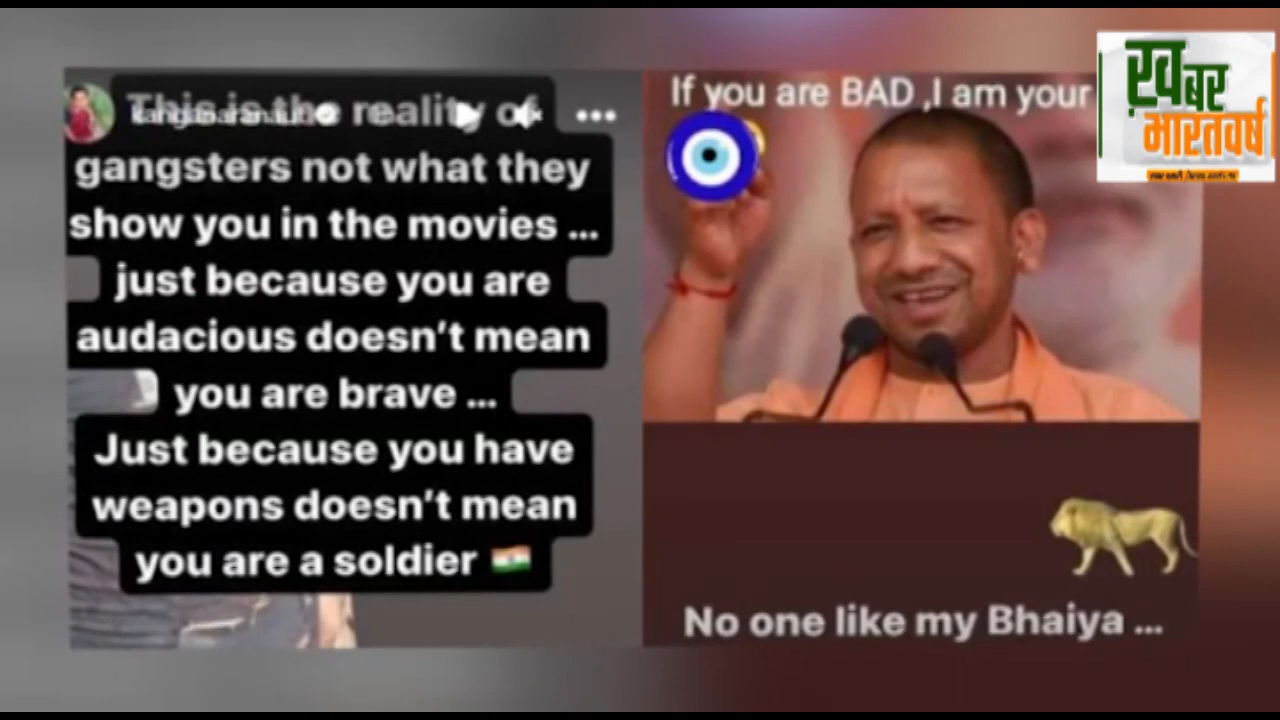 This is the reality of
gangsters not what they
show you in the movies ...
just because you are
audacious doesn't mean
you are brave ...
Just because you have
weapons doesn't mean
you are a soldier 🇮🇳
If you are BAD ,I am your
No one like my Bhaiya ...
ख़बर
भारतवर्ष